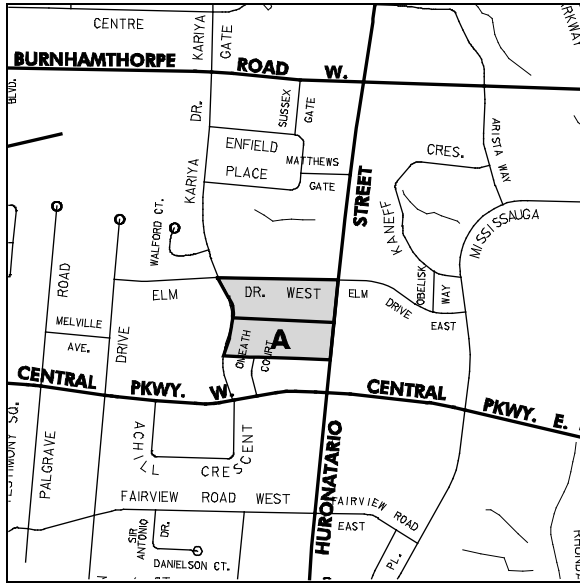 CENTRE
KARIYA
GATE
BURNHAMTHORPE ROAD W.
BLVD.
DR.
SUSSEX
GATE
ENFIELD
PLACE
MATTHEWS
GATE
KARIYA
STREET
CRES.
ARISTA WAY
KANEFF
MISSISSAUGA
WALFORD CT.
ROAD
ELM
DR. WEST
ELM
DRIVE
EAST
OBELISK
WAY
MELVILLE
AVE.
DRIVE
ONEATH
COURT
A
CENTRAL PKWY. W.
CENTRAL PKWY. E.
PALGRAVE
ACHILL
CRESCENT
HURONATARIO
FAIRVIEW ROAD WEST
FAIRVIEW ROAD
EAST
SIR
ANTONIO
DR.
DANIELSON CT.
PL.